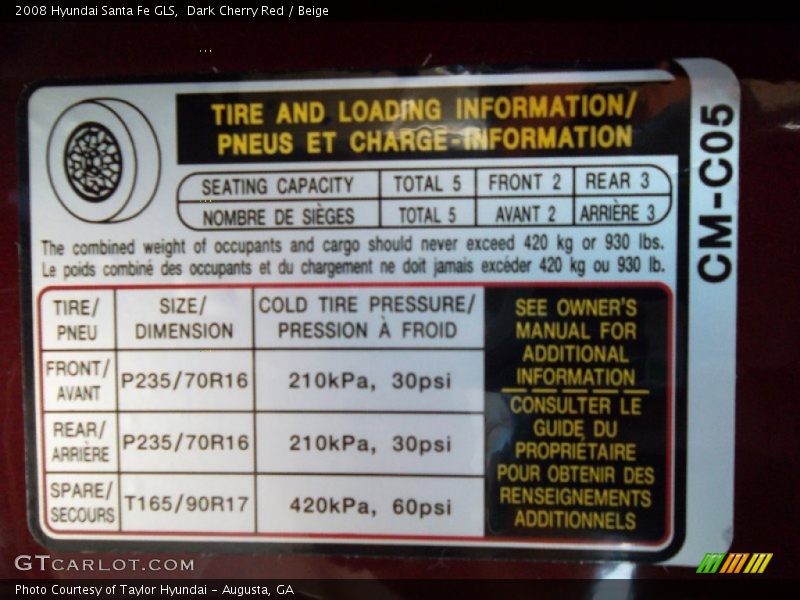 2008 Hyundai Santa Fe GLS, Dark Cherry Red / Beige
TIRE AND LOADING INFORMATION/
PNEUS ET CHARGE-INFORMATION
SEATING CAPACITY TOTAL 5 FRONT 2 REAR 3
NOMBRE DE SIÈGES TOTAL 5 AVANT 2 ARRIÈRE 3
CM-C05
The combined weight of occupants and cargo should never exceed 420 kg or 930 lbs.
Le poids combiné des occupants et du chargement ne doit jamais excéder 420 kg ou 930 lb.
TIRE/
PNEU
SIZE/
DIMENSION
COLD TIRE PRESSURE/
PRESSION À FROID
FRONT/
AVANT
P235/70R16
210kPa, 30psi
REAR/
ARRIÈRE
P235/70R16
210kPa, 30psi
SPARE/
SECOURS
T165/90R17
420kPa, 60psi
SEE OWNER'S
MANUAL FOR
ADDITIONAL
INFORMATION
CONSULTER LE
GUIDE DU
PROPRIÉTAIRE
POUR OBTENIR DES
RENSEIGNEMENTS
ADDITIONNELS
GTCARLOT.COM
Photo Courtesy of Taylor Hyundai - Augusta, GA